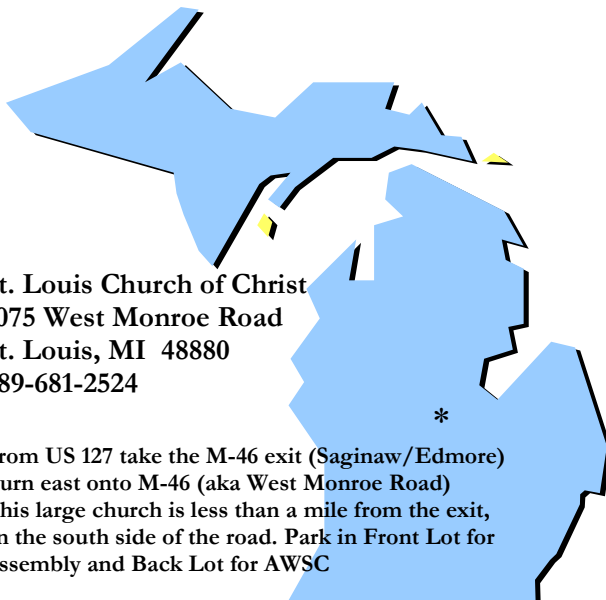 t. Louis Church of Christ
075 West Monroe Road
t. Louis, MI 48880
89-681-2524
*
rom US 127 take the M-46 exit (Saginaw/Edmore)
urn east onto M-46 (aka West Monroe Road)
his large church is less than a mile from the exit,
n the south side of the road. Park in Front Lot for
ssembly and Back Lot for AWSC